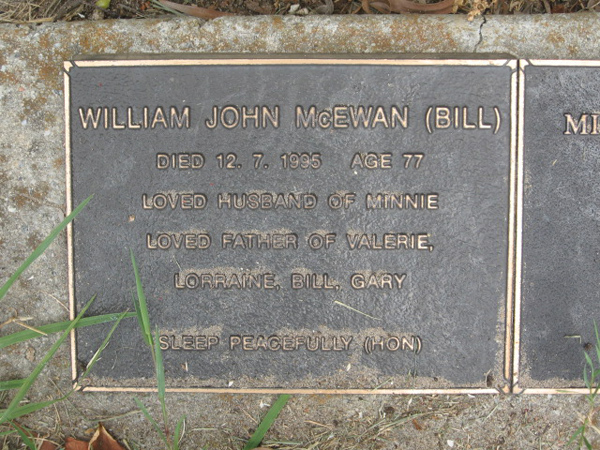 WILLIAM JOHN McEWAN (BILL)
DIED 12. 7. 1995 AGE 77
LOVED HUSBAND OF MINNIE
LOVED FATHER OF VALERIE,
LORRAINE, BILL, GARY
SLEEP PEACEFULLY (HON)